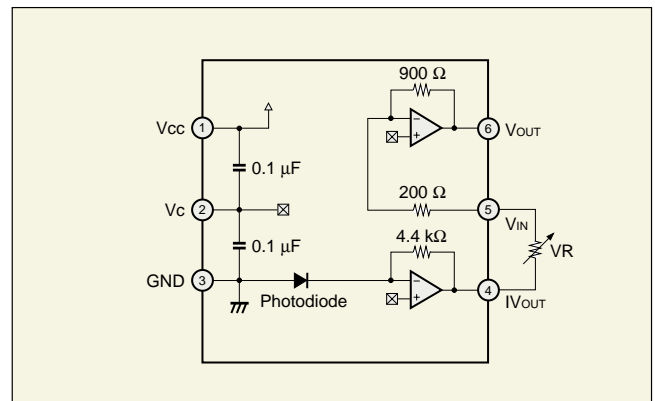 900 Ω
Vcc 1
− + 6 VOUT
0.1 μF
200 Ω
Vc 2
5 VIN
4.4 kΩ
0.1 μF
VR
GND 3
− + 4 IVOUT
Photodiode